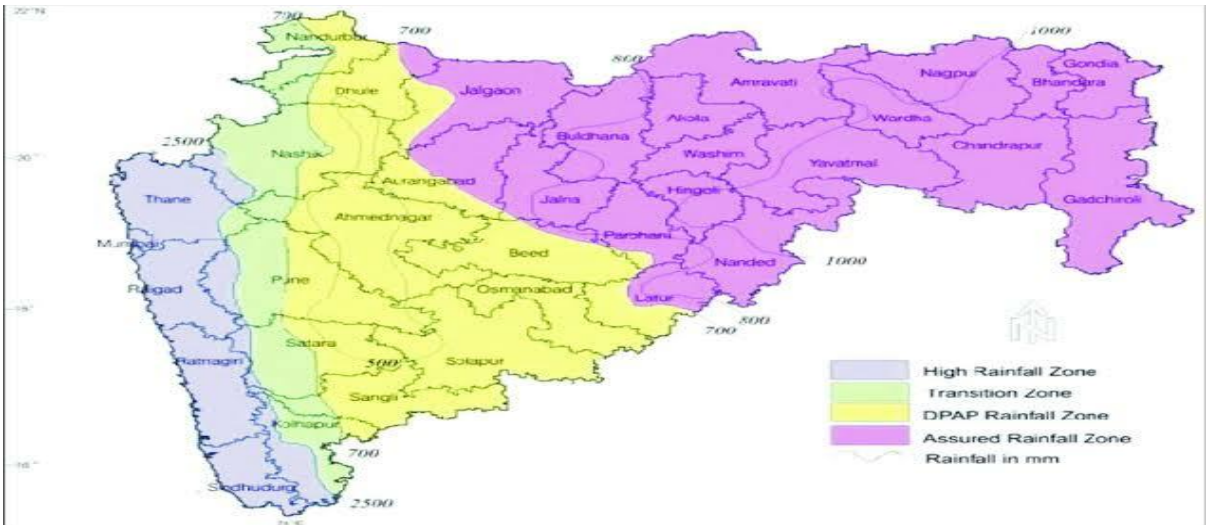 22°N
700
Nandurbar
700
1000
800
Gondia
Nagpur
Bhandara
Amravati
Dhule
Jalgaon
Akola
Wardha
Buldhana
2500
Nashik
20
Washim
Yavatmal
Chandrapur
Aurangabad
Hingoli
Thane
Jalna
Gadchiroli
Ahmednagar
Parbhani
Mumbai
Beed
Nanded
1000
Pune
Osmanabad
Raigad
Latur
800
700
Satara
Ratnagiri
500
Solapur
Sangli
Kolhapur
700
Sindhudurg
2500
High Rainfall Zone
Transition Zone
DPAP Rainfall Zone
Assured Rainfall Zone
Rainfall in mm